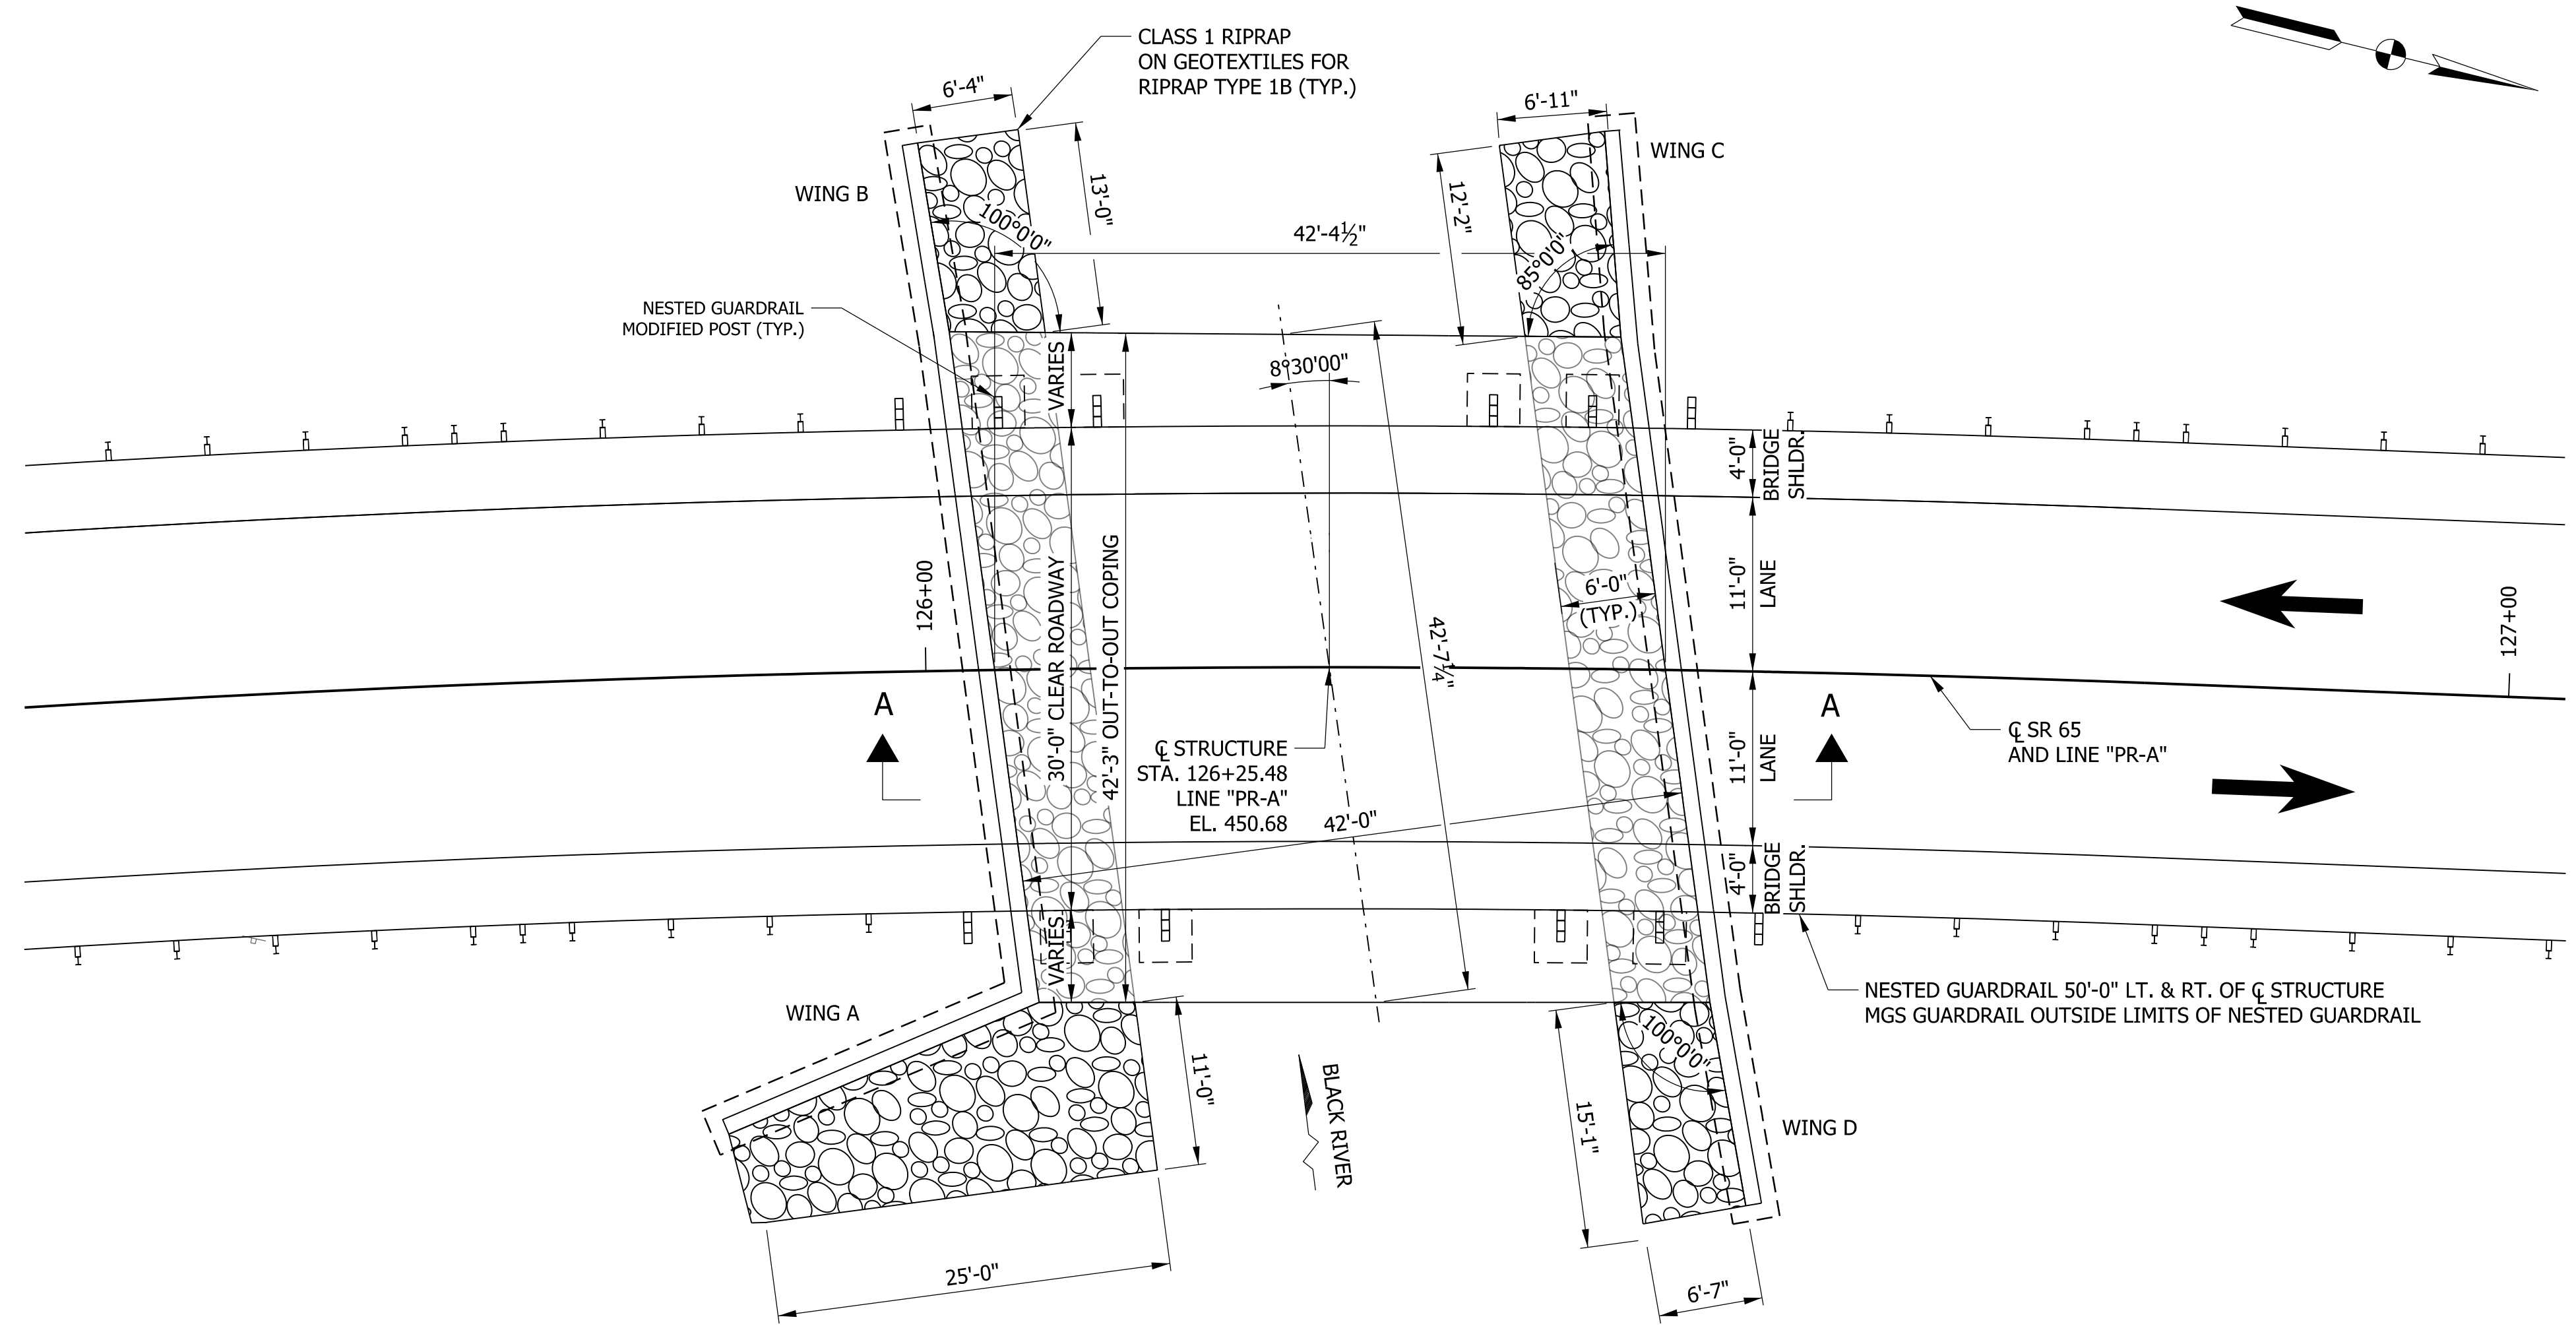 CLASS 1 RIPRAP
ON GEOTEXTILES FOR
RIPRAP TYPE 1B (TYP.)
6'-4"
6'-11"
WING B
WING C
13'-0"
12'-2"
100°0'0"
42'-4½"
85°0'0"
NESTED GUARDRAIL
MODIFIED POST (TYP.)
VARIES
8°30'00"
4'-0"
BRIDGE
SHLDR.
126+00
30'-0" CLEAR ROADWAY
42'-3" OUT-TO-OUT COPING
42'-7¼"
6'-0"
(TYP.)
11'-0"
LANE
127+00
A
A
℄ STRUCTURE
STA. 126+25.48
LINE "PR-A"
EL. 450.68
42'-0"
11'-0"
LANE
℄ SR 65
AND LINE "PR-A"
4'-0"
BRIDGE
SHLDR.
VARIES
WING A
NESTED GUARDRAIL 50'-0" LT. & RT. OF ℄ STRUCTURE
MGS GUARDRAIL OUTSIDE LIMITS OF NESTED GUARDRAIL
11'-0"
BLACK RIVER
100°0'0"
15'-1"
WING D
25'-0"
6'-7"